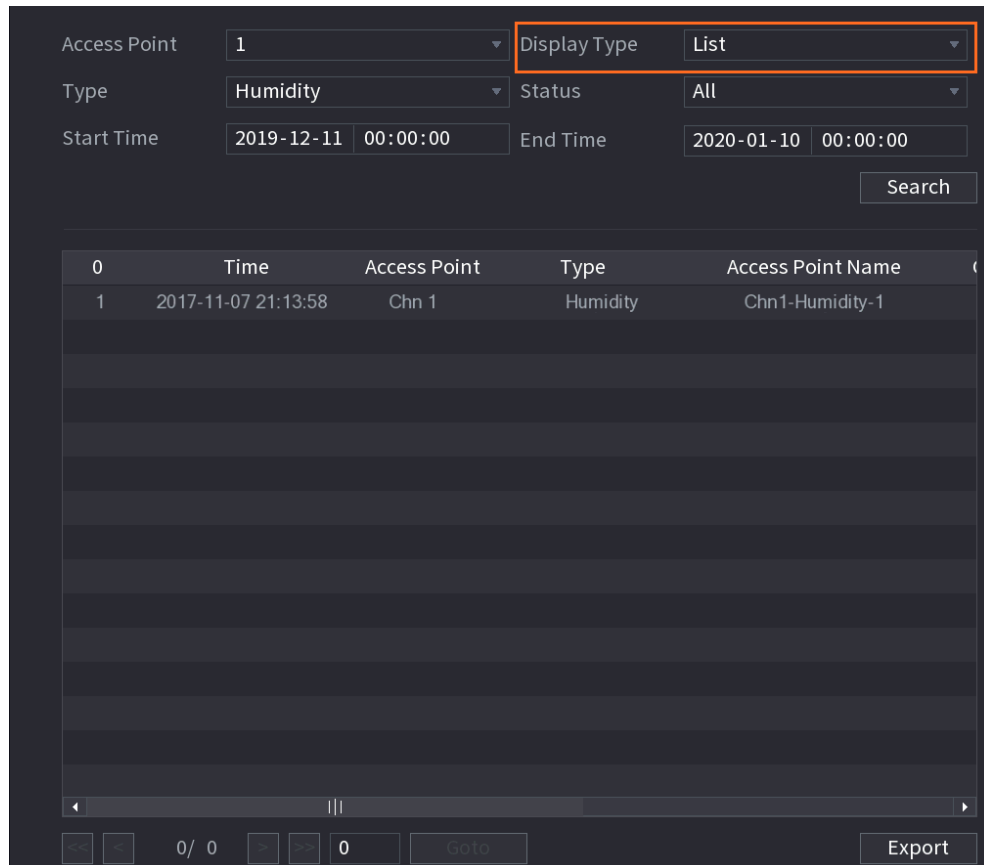 Access Point 1 Display Type List
Type Humidity Status All
Start Time 2019-12-11 00:00:00 End Time 2020-01-10 00:00:00
Search
0 Time Access Point Type Access Point Name
1 2017-11-07 21:13:58 Chn 1 Humidity Chn1-Humidity-1
<< < 0/ 0 > >> 0 Goto Export